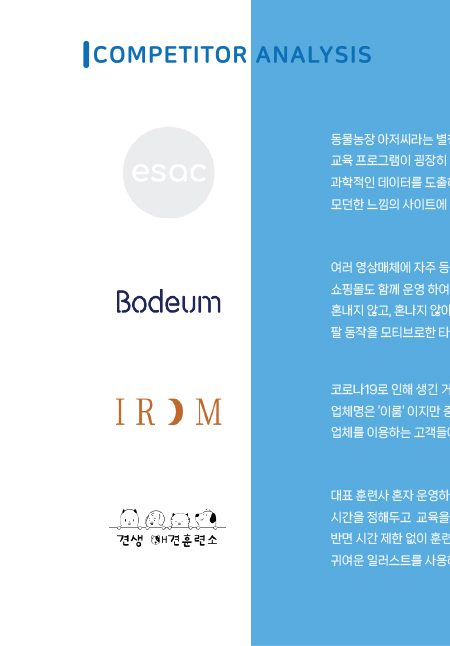 COMPETITOR ANALYSIS
esac
동물농장 아저씨라는 별
교육 프로그램이 굉장히
과학적인 데이터를 도출
모던한 느낌의 사이트에
Bodeum
여러 영상매체에 자주 등
쇼핑몰도 함께 운영 하여
혼내지 않고, 혼나지 않
팔 동작을 모티브로한 타
IROM
코로나19로 인해 생긴 거
업체명은 '이롬' 이지만 중
업체를 이용하는 고객들
견생 애견훈련소
대표 훈련사 혼자 운영하
시간을 정해두고 교육을
반면 시간 제한 없이 훈련
귀여운 일러스트를 사용